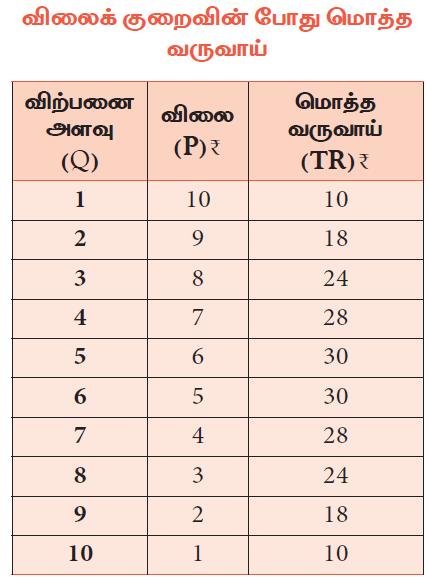 விலைக் குறைவின் போது மொத்த
வருவாய்
விற்பனை அளவு (Q) விலை (P) ₹ மொத்த வருவாய் (TR) ₹
1 10 10
2 9 18
3 8 24
4 7 28
5 6 30
6 5 30
7 4 28
8 3 24
9 2 18
10 1 10